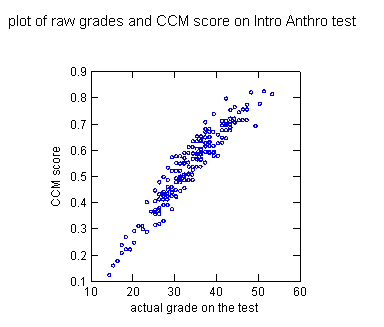 plot of raw grades and CCM score on Intro Anthro test
0.9
0.8
0.7
0.6
0.5
0.4
0.3
0.2
0.1
CCM score
10 20 30 40 50 60
actual grade on the test